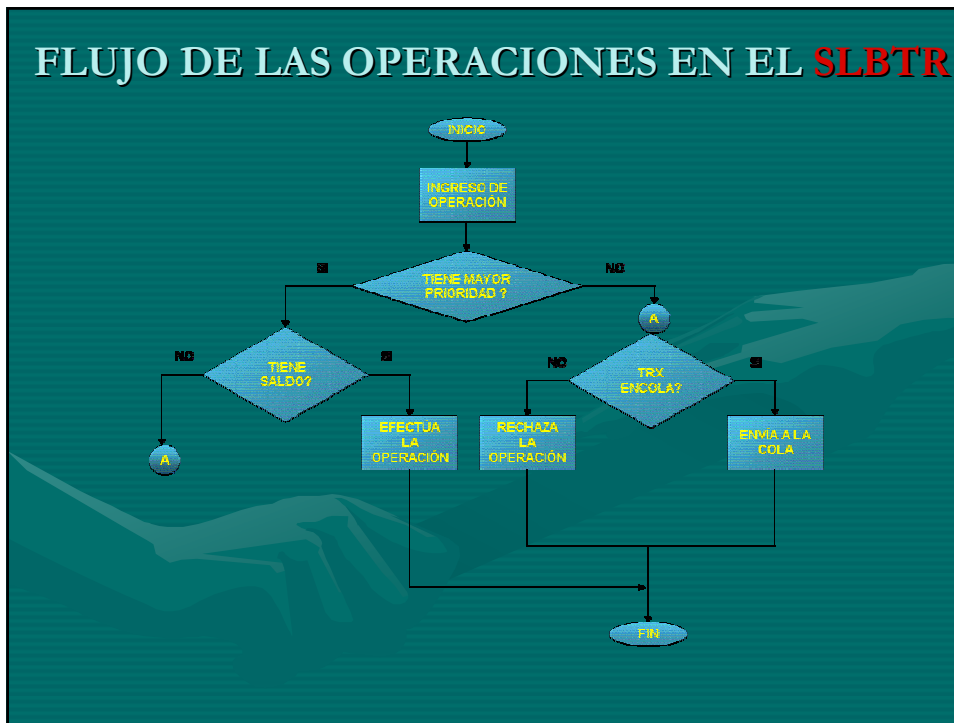 FLUJO DE LAS OPERACIONES EN EL SLBTR
INICIO
INGRESO DE
OPERACIÓN
SI
NO
TIENE MAYOR
PRIORIDAD ?
A
NO
TIENE
SALDO?
SI
NO
TRX
ENCOLA?
SI
A
EFECTÚA
LA
OPERACIÓN
RECHAZA
LA
OPERACIÓN
ENVIA A LA
COLA
FIN